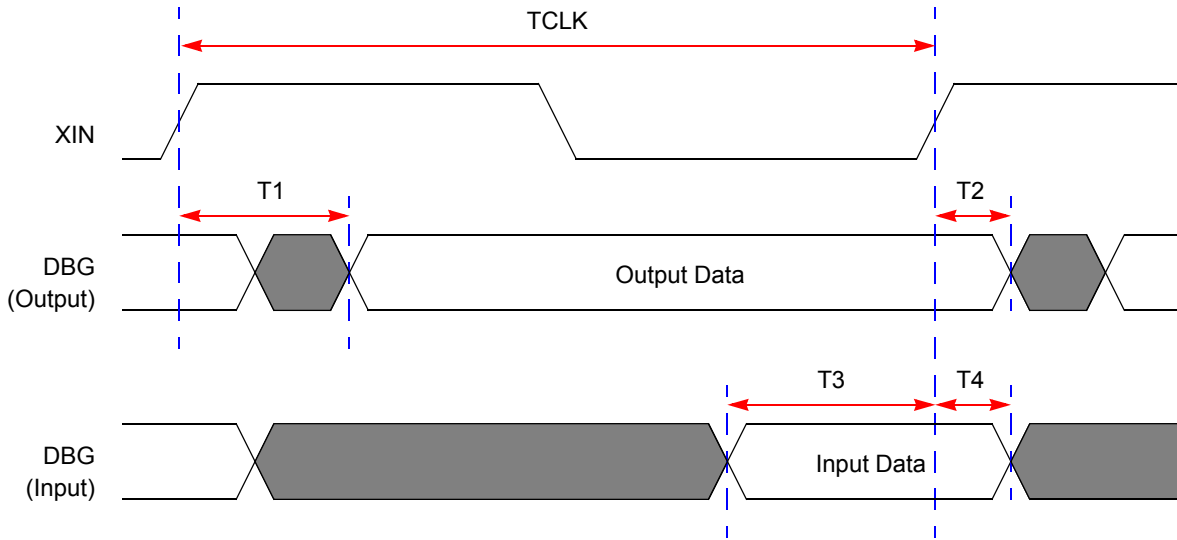 TCLK
XIN
T1
T2
DBG
(Output)
Output Data
T3
T4
DBG
(Input)
Input Data